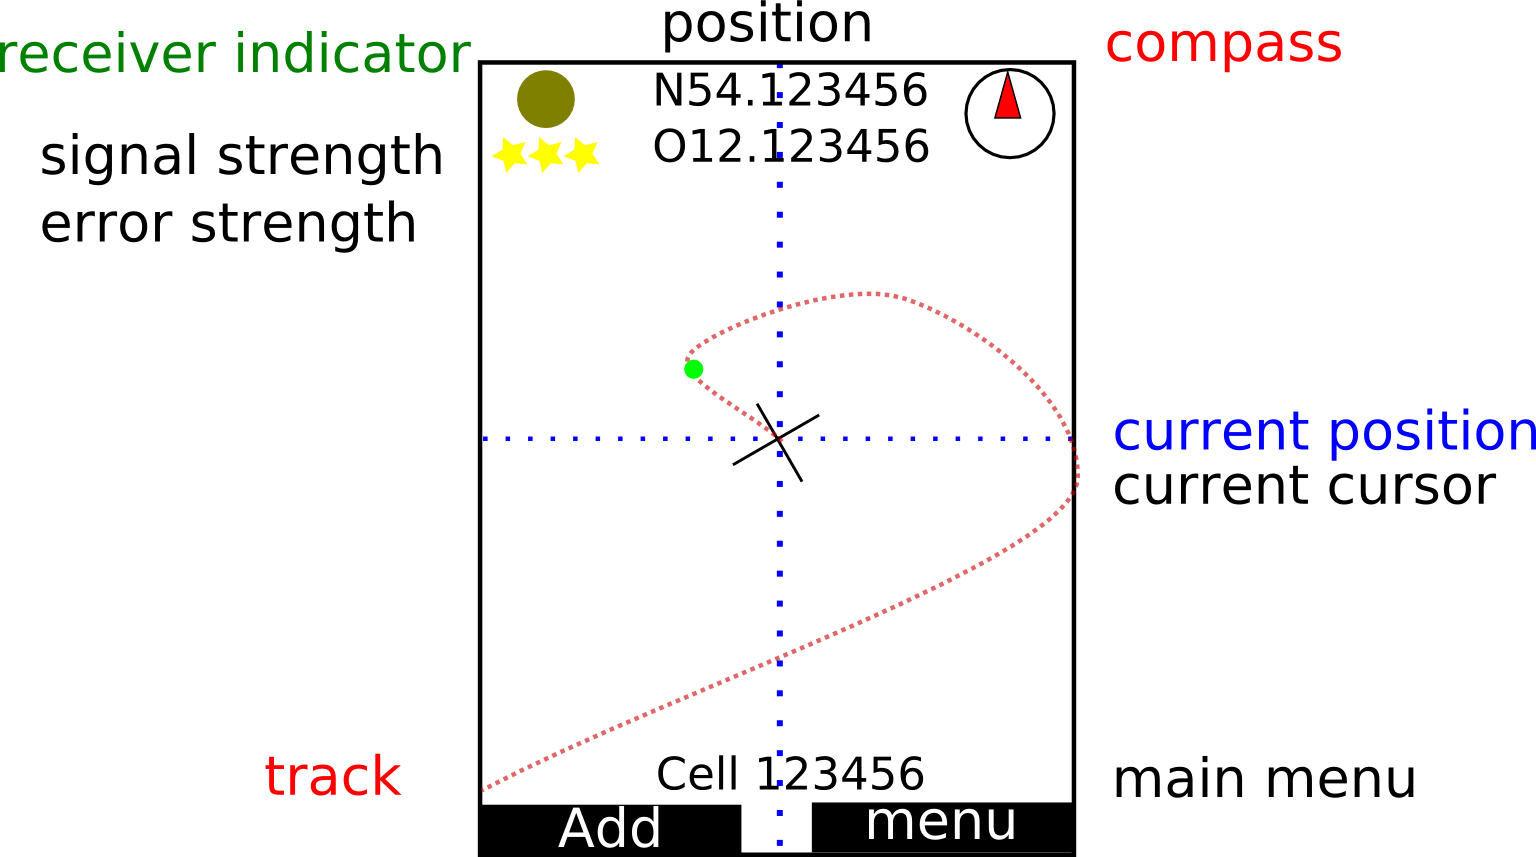 position
receiver indicator
compass
N54.123456
O12.123456
signal strength
error strength
current position
current cursor
track
Cell 123456
main menu
Add
menu